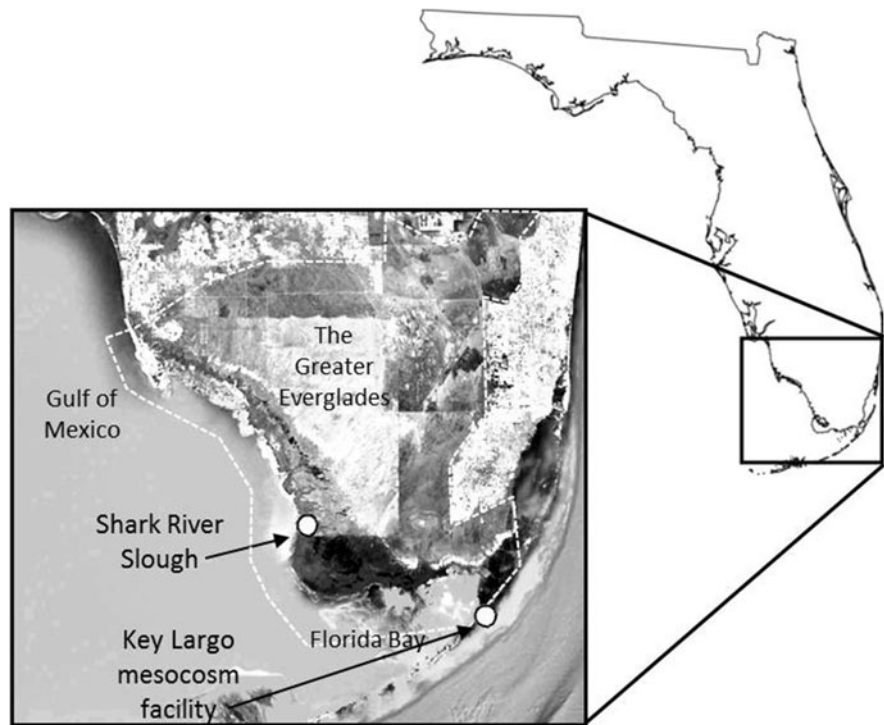 The
Greater
Everglades
Gulf of
Mexico
Shark River
Slough
Florida Bay
Key Largo
mesocosm
facility